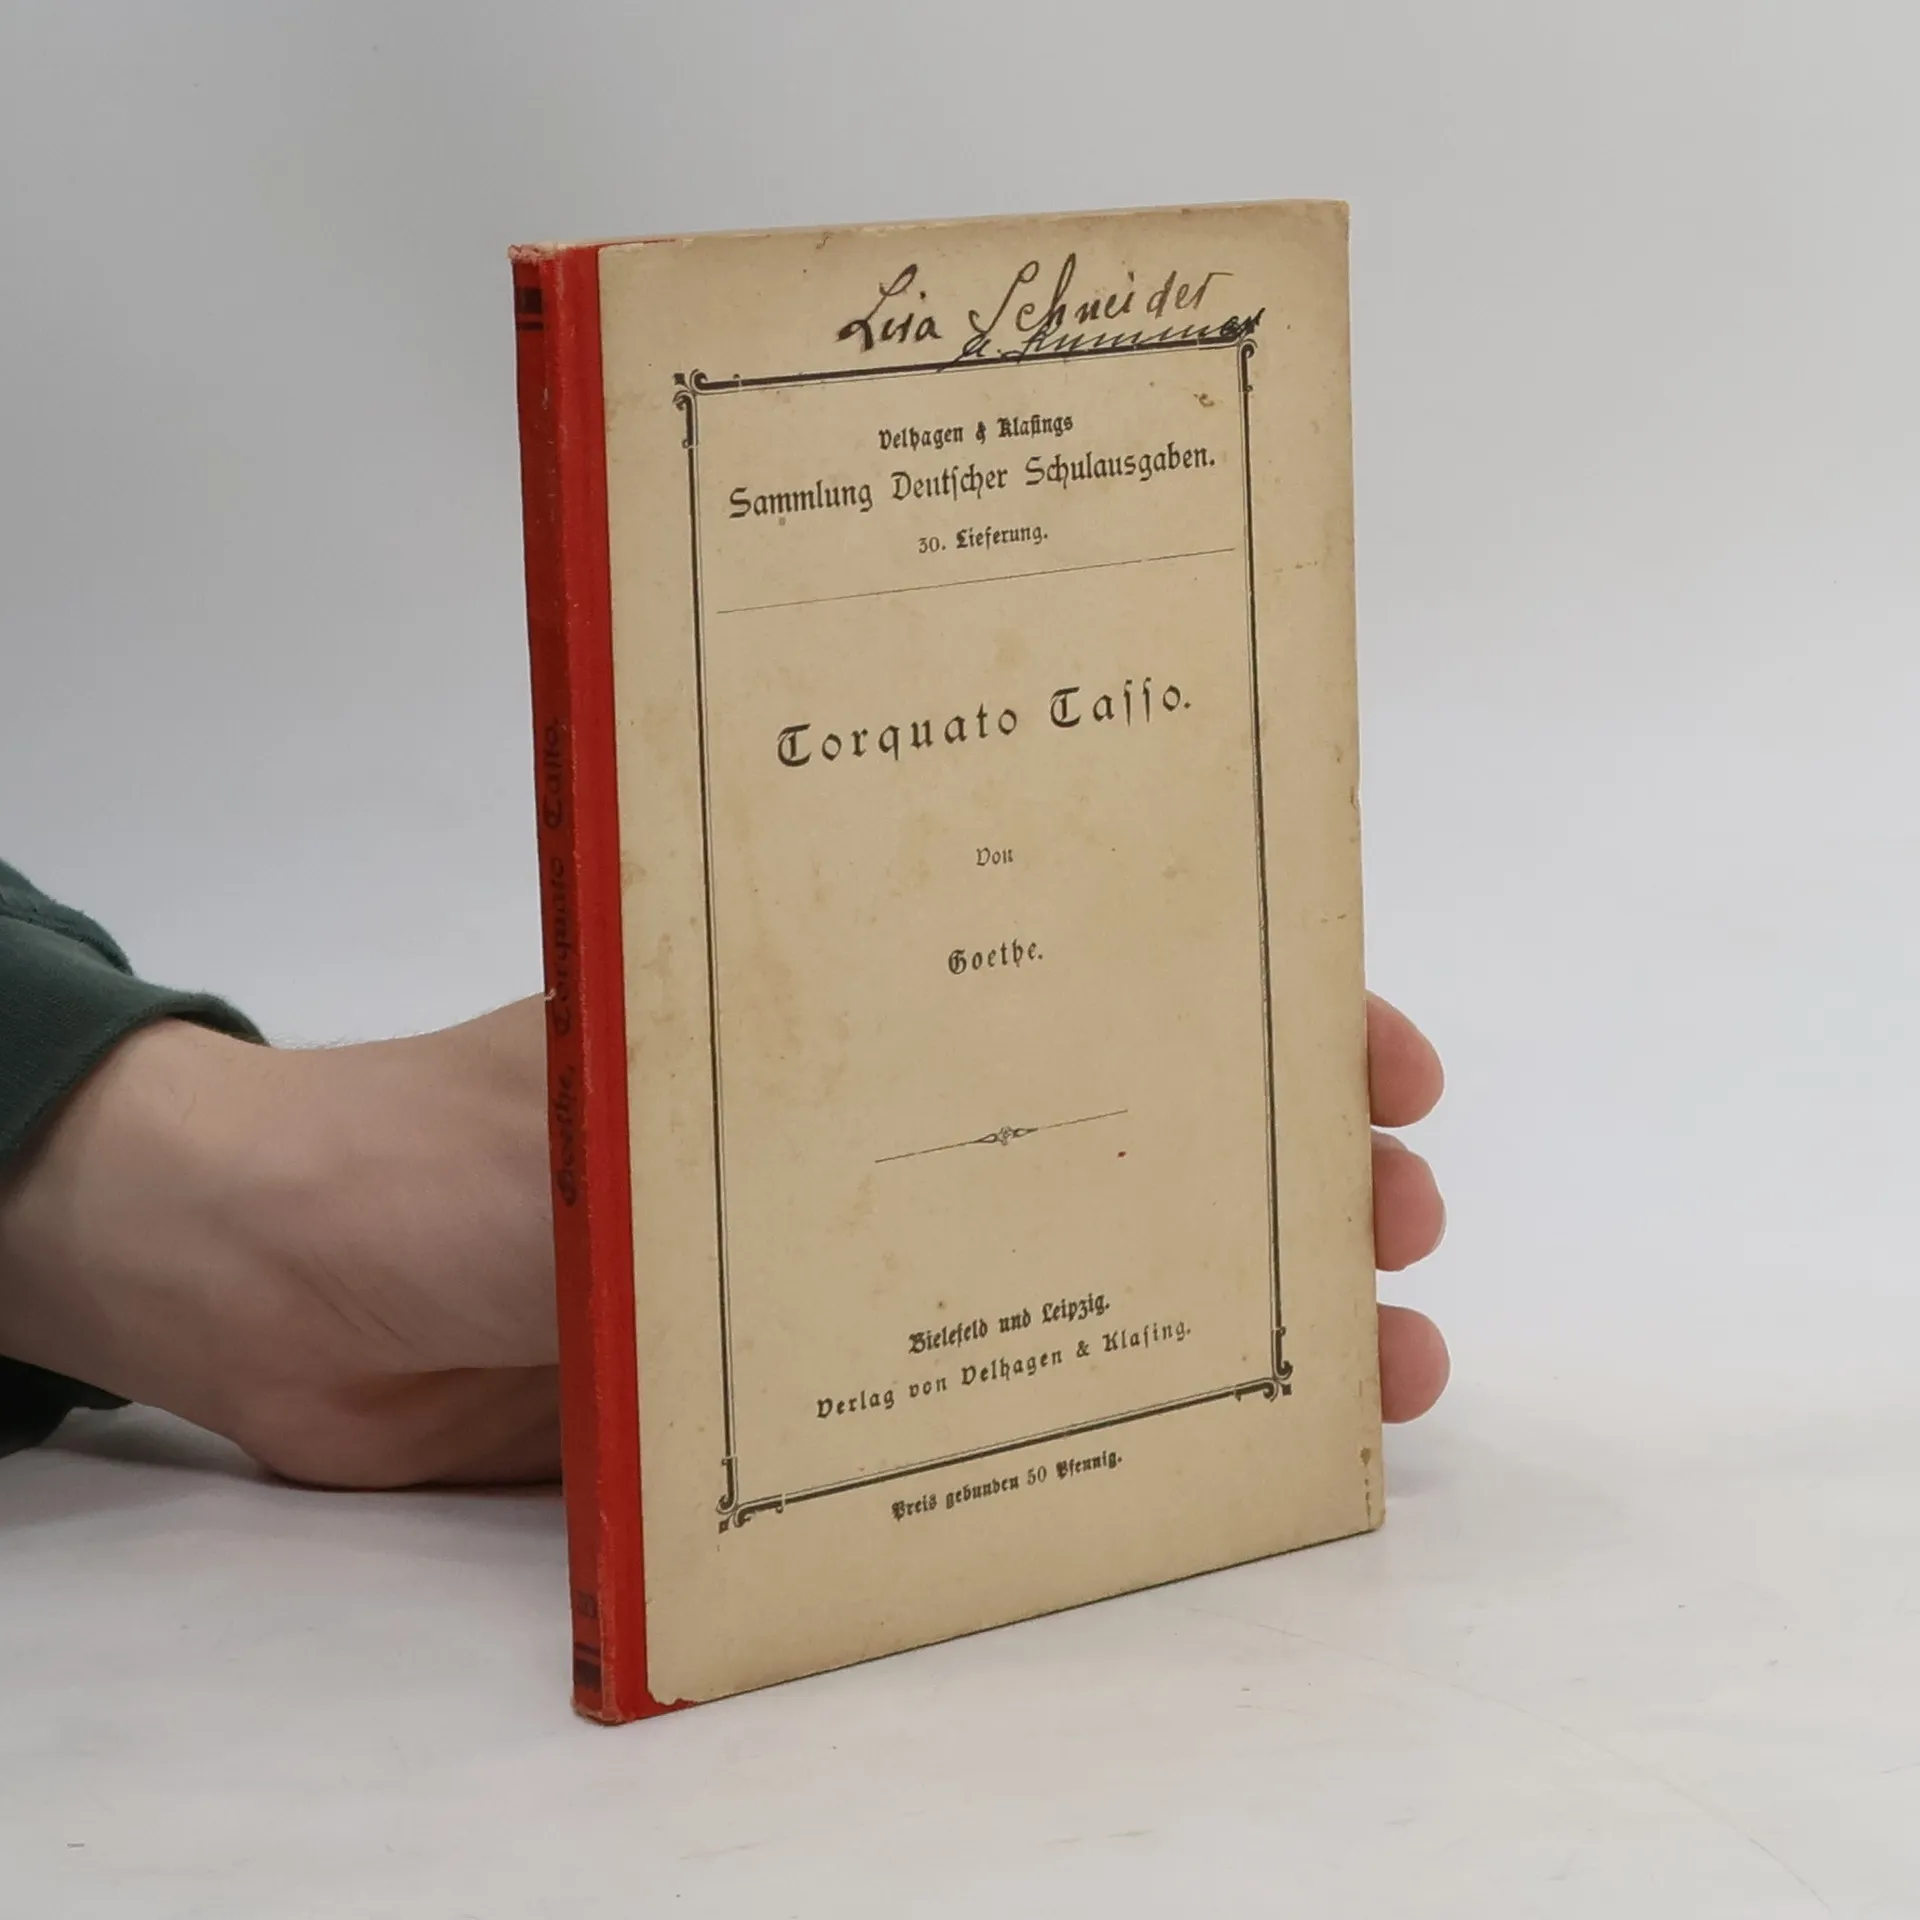 Lisa Schneider
A. Kummer
Velhagen & Klasings
Sammlung Deutscher Schulausgaben.
30. Lieferung.
Torquato Tasso.
Von
Goethe.
Bielefeld und Leipzig.
Verlag von Velhagen & Klasing.
Preis gebunden 50 Pfennig.
Goethe, Torquato Tasso.